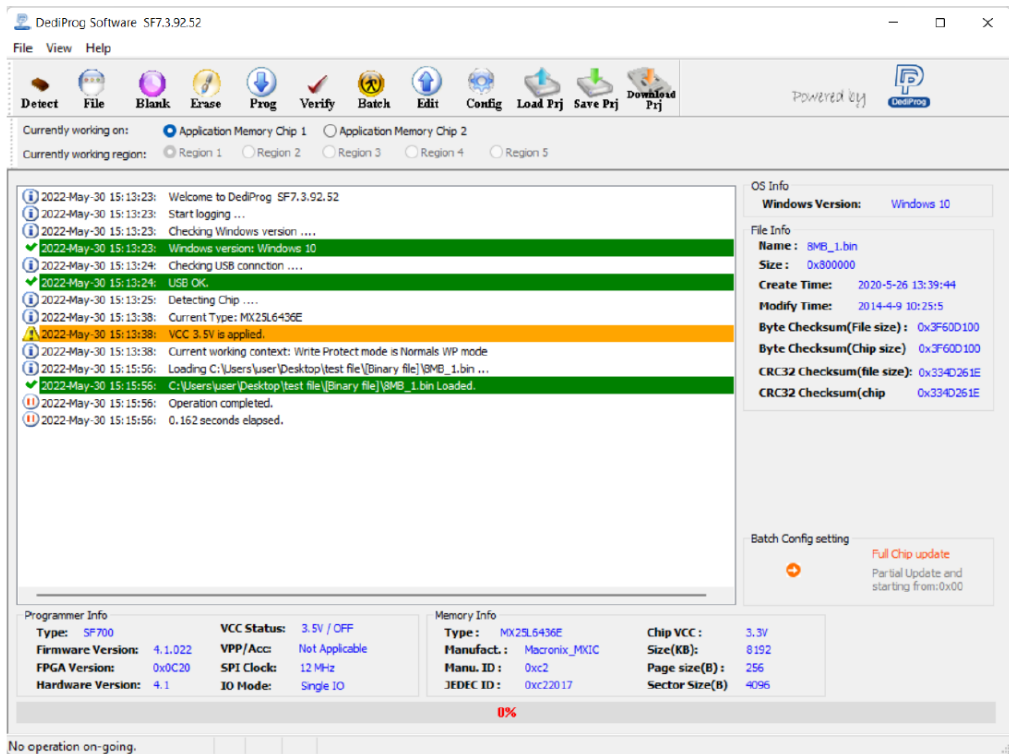 DediProg Software SF7.3.92.52
File View Help
Detect File Blank Erase Prog Verify Batch Edit Config Load Prj Save Prj Download Prj
Powered by
DediProg
Currently working on: Application Memory Chip 1 Application Memory Chip 2
Currently working region: Region 1 Region 2 Region 3 Region 4 Region 5
2022-May-30 15:13:23: Welcome to DediProg SF7.3.92.52
2022-May-30 15:13:23: Start logging ...
2022-May-30 15:13:23: Checking Windows version ....
2022-May-30 15:13:23: Windows version: Windows 10
2022-May-30 15:13:24: Checking USB connction ....
2022-May-30 15:13:24: USB OK.
2022-May-30 15:13:25: Detecting Chip ....
2022-May-30 15:13:38: Current Type: MX25L6436E
2022-May-30 15:13:38: VCC 3.5V is applied.
2022-May-30 15:13:38: Current working context: Write Protect mode is Normals WP mode
2022-May-30 15:15:56: Loading C:\Users\user\Desktop\test file\[Binary file]\8MB_1.bin ...
2022-May-30 15:15:56: C:\Users\user\Desktop\test file\[Binary file]\8MB_1.bin Loaded.
2022-May-30 15:15:56: Operation completed.
2022-May-30 15:15:56: 0.162 seconds elapsed.
OS Info
Windows Version: Windows 10
File Info
Name : 8MB_1.bin
Size : 0x800000
Create Time: 2020-5-26 13:39:44
Modify Time: 2014-4-9 10:25:5
Byte Checksum(File size) : 0x3F60D100
Byte Checksum(Chip size) 0x3F60D100
CRC32 Checksum(file size): 0x334D261E
CRC32 Checksum(chip 0x334D261E
Batch Config setting
Full Chip update
Partial Update and
starting from:0x00
Programmer Info
Type: SF700 VCC Status: 3.5V / OFF
Firmware Version: 4.1.022 VPP/Acc: Not Applicable
FPGA Version: 0x0C20 SPI Clock: 12 MHz
Hardware Version: 4.1 IO Mode: Single IO
Memory Info
Type : MX25L6436E Chip VCC : 3.3V
Manufact. : Macronix_MXIC Size(KB): 8192
Manu. ID : 0xc2 Page size(B) : 256
JEDEC ID : 0xc22017 Sector Size(B) 4096
0%
No operation on-going.